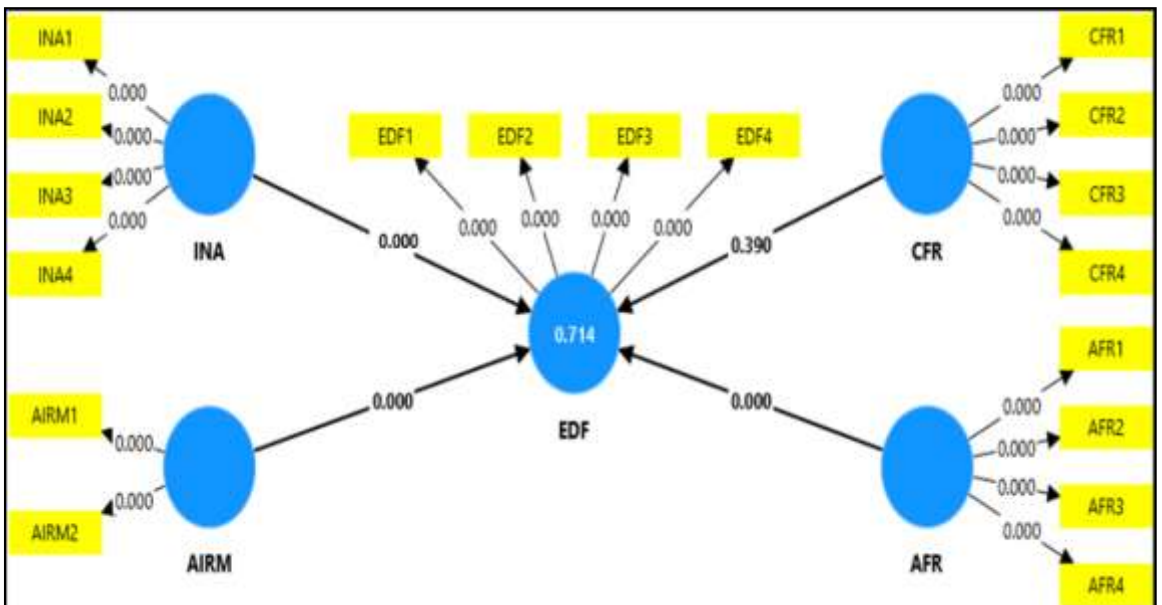 INA1
0.000
INA2
0.000
INA3
0.000
INA4
0.000
INA
0.000
EDF1
EDF2
EDF3
EDF4
0.000
0.000
0.000
0.000
0.714
EDF
CFR1
0.000
CFR2
0.000
CFR3
0.000
CFR4
0.000
CFR
0.390
AIRM1
0.000
AIRM2
0.000
AIRM
0.000
AFR1
0.000
AFR2
0.000
AFR3
0.000
AFR4
0.000
AFR
0.000